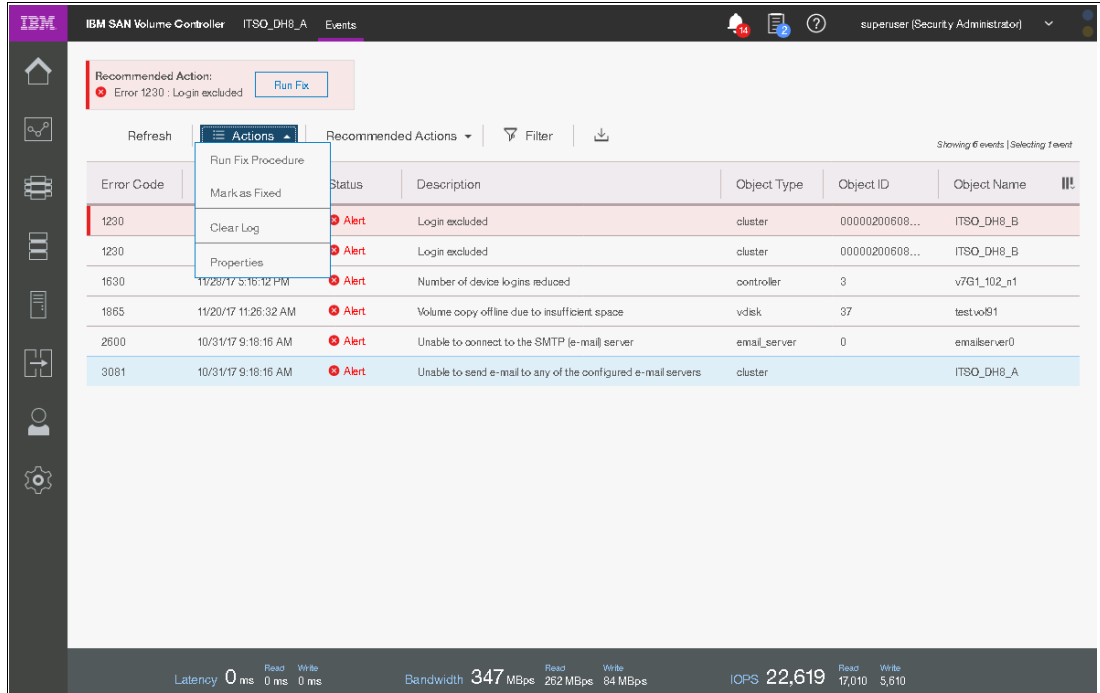 IBM IBM SAN Volume Controller ITSO_DH8_A Events 14 2 ? superuser (Security Administrator)
Recommended Action:
Error 1230 : Login excluded Run Fix
Refresh Actions Recommended Actions Filter
Showing 6 events | Selecting 1 event
Run Fix Procedure
Mark as Fixed
Clear Log
Properties
Error Code Status Description Object Type Object ID Object Name
1230 Alert Login excluded cluster 00000200608... ITSO_DH8_B
1230 Alert Login excluded cluster 00000200608... ITSO_DH8_B
1630 11/28/17 5:16:12 PM Alert Number of device logins reduced controller 3 v7G1_102_n1
1865 11/20/17 11:26:32 AM Alert Volume copy offline due to insufficient space vdisk 37 testvol91
2600 10/31/17 9:18:16 AM Alert Unable to connect to the SMTP (e-mail) server email_server 0 emailserver0
3081 10/31/17 9:18:16 AM Alert Unable to send e-mail to any of the configured e-mail servers cluster ITSO_DH8_A
Latency 0 ms Read 0 ms Write 0 ms Bandwidth 347 MBps Read 262 MBps Write 84 MBps IOPS 22,619 Read 17,010 Write 5,610